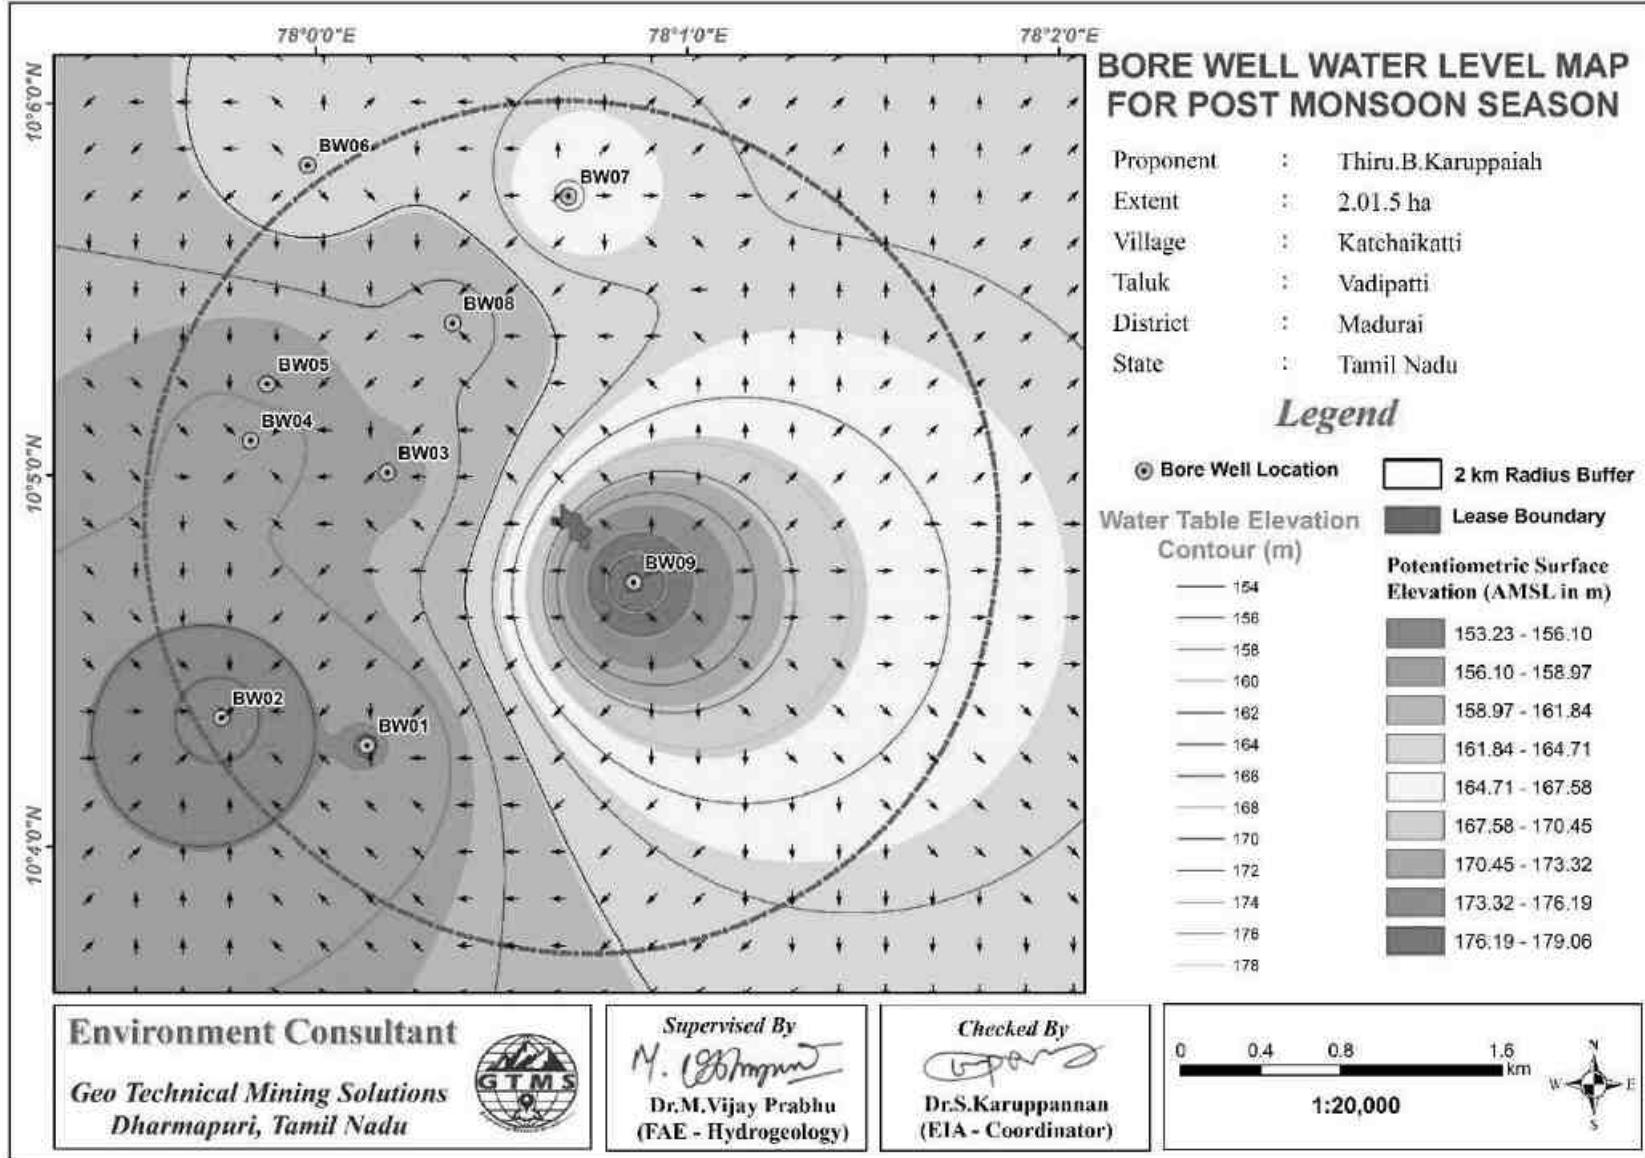 78°0'0"E
78°1'0"E
78°2'0"E
10°6'0"N
10°5'0"N
10°4'0"N
BW06
BW07
BW08
BW05
BW04
BW03
BW09
BW02
BW01
BORE WELL WATER LEVEL MAP
FOR POST MONSOON SEASON
Proponent : Thiru.B.Karuppaiah
Extent : 2.01.5 ha
Village : Katchaikatti
Taluk : Vadipatti
District : Madurai
State : Tamil Nadu
Legend
Bore Well Location
2 km Radius Buffer
Lease Boundary
Water Table Elevation
Contour (m)
154
156
158
160
162
164
166
168
170
172
174
176
178
Potentiometric Surface
Elevation (AMSL in m)
153.23 - 156.10
156.10 - 158.97
158.97 - 161.84
161.84 - 164.71
164.71 - 167.58
167.58 - 170.45
170.45 - 173.32
173.32 - 176.19
176.19 - 179.06
Environment Consultant
Geo Technical Mining Solutions
Dharmapuri, Tamil Nadu
GTMS
Supervised By
Dr.M.Vijay Prabhu
(FAE - Hydrogeology)
Checked By
Dr.S.Karuppannan
(EIA - Coordinator)
0 0.4 0.8 1.6
km
1:20,000
N
W E
S